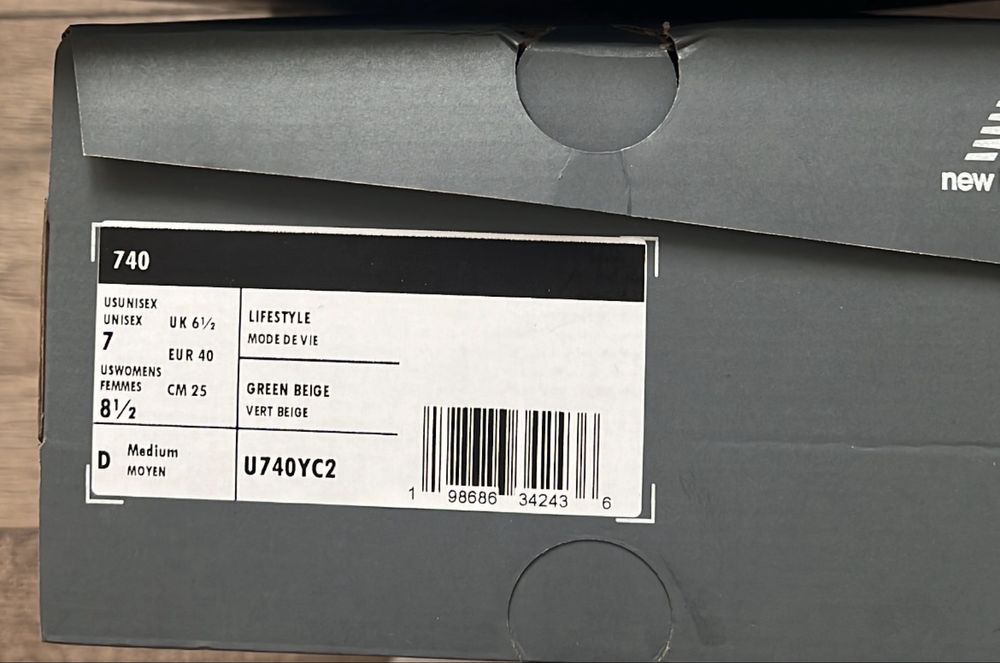 new
740
USUNISEX
UNISEX
7
UK 6½
EUR 40
USWOMENS
FEMMES
8½
CM 25
D Medium
MOYEN
LIFESTYLE
MODE DE VIE
GREEN BEIGE
VERT BEIGE
U740YC2
1 98686 34243 6